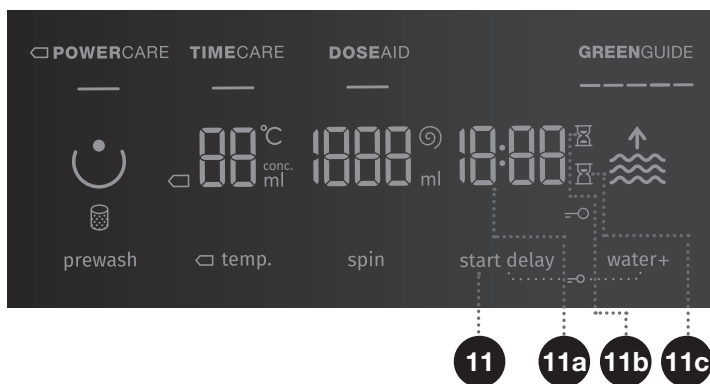 POWERCARE TIMECARE DOSEAID GREENGUIDE
88 °C 1888 18:88
conc.
ml ml
prewash temp. spin start delay water+
11 11a 11b 11c